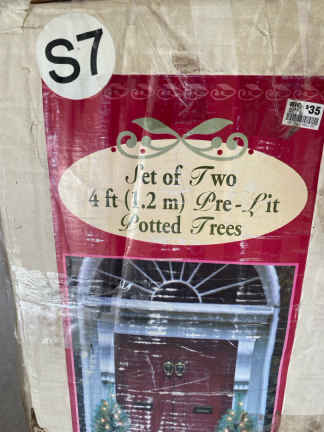 S7
$35
Set of Two
4 ft (1.2 m) Pre-Lit
Potted Trees